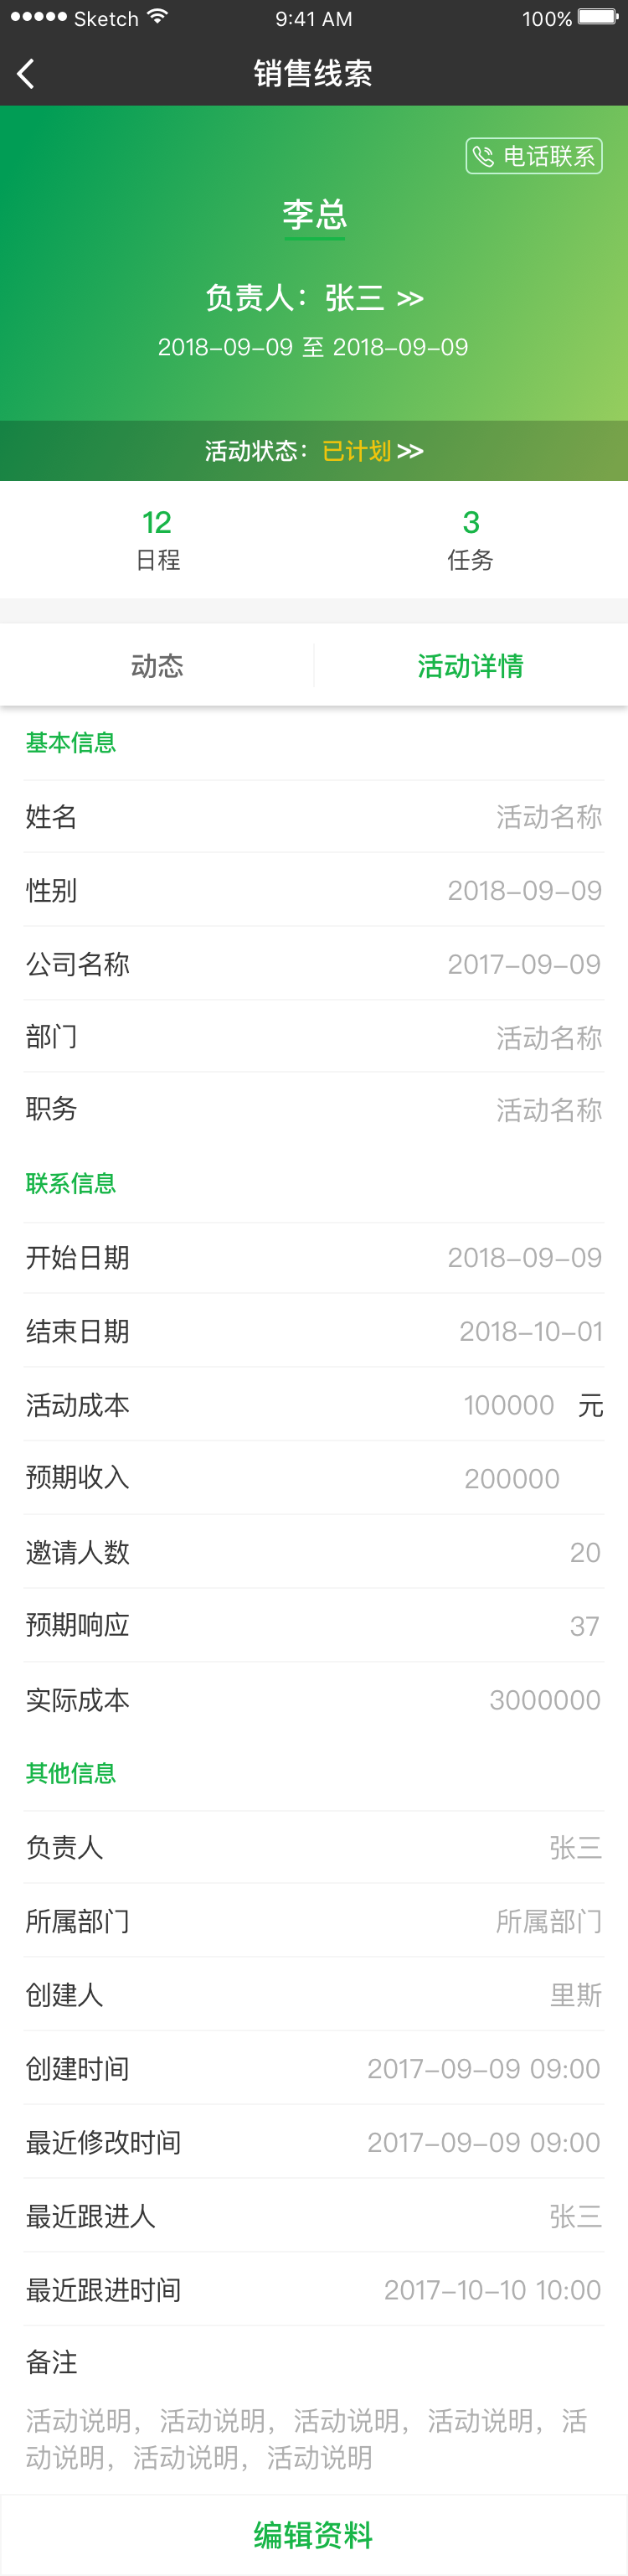 Sketch 9:41 AM 100%
销售线索
电话联系
李总
负责人：张三 >>
2018-09-09 至 2018-09-09
活动状态：已计划 >>
12 3
日程 任务
动态 活动详情
基本信息
姓名 活动名称
性别 2018-09-09
公司名称 2017-09-09
部门 活动名称
职务 活动名称
联系信息
开始日期 2018-09-09
结束日期 2018-10-01
活动成本 100000 元
预期收入 200000
邀请人数 20
预期响应 37
实际成本 3000000
其他信息
负责人 张三
所属部门 所属部门
创建人 里斯
创建时间 2017-09-09 09:00
最近修改时间 2017-09-09 09:00
最近跟进人 张三
最近跟进时间 2017-10-10 10:00
备注
活动说明，活动说明，活动说明，活动说明，活
动说明，活动说明，活动说明
编辑资料